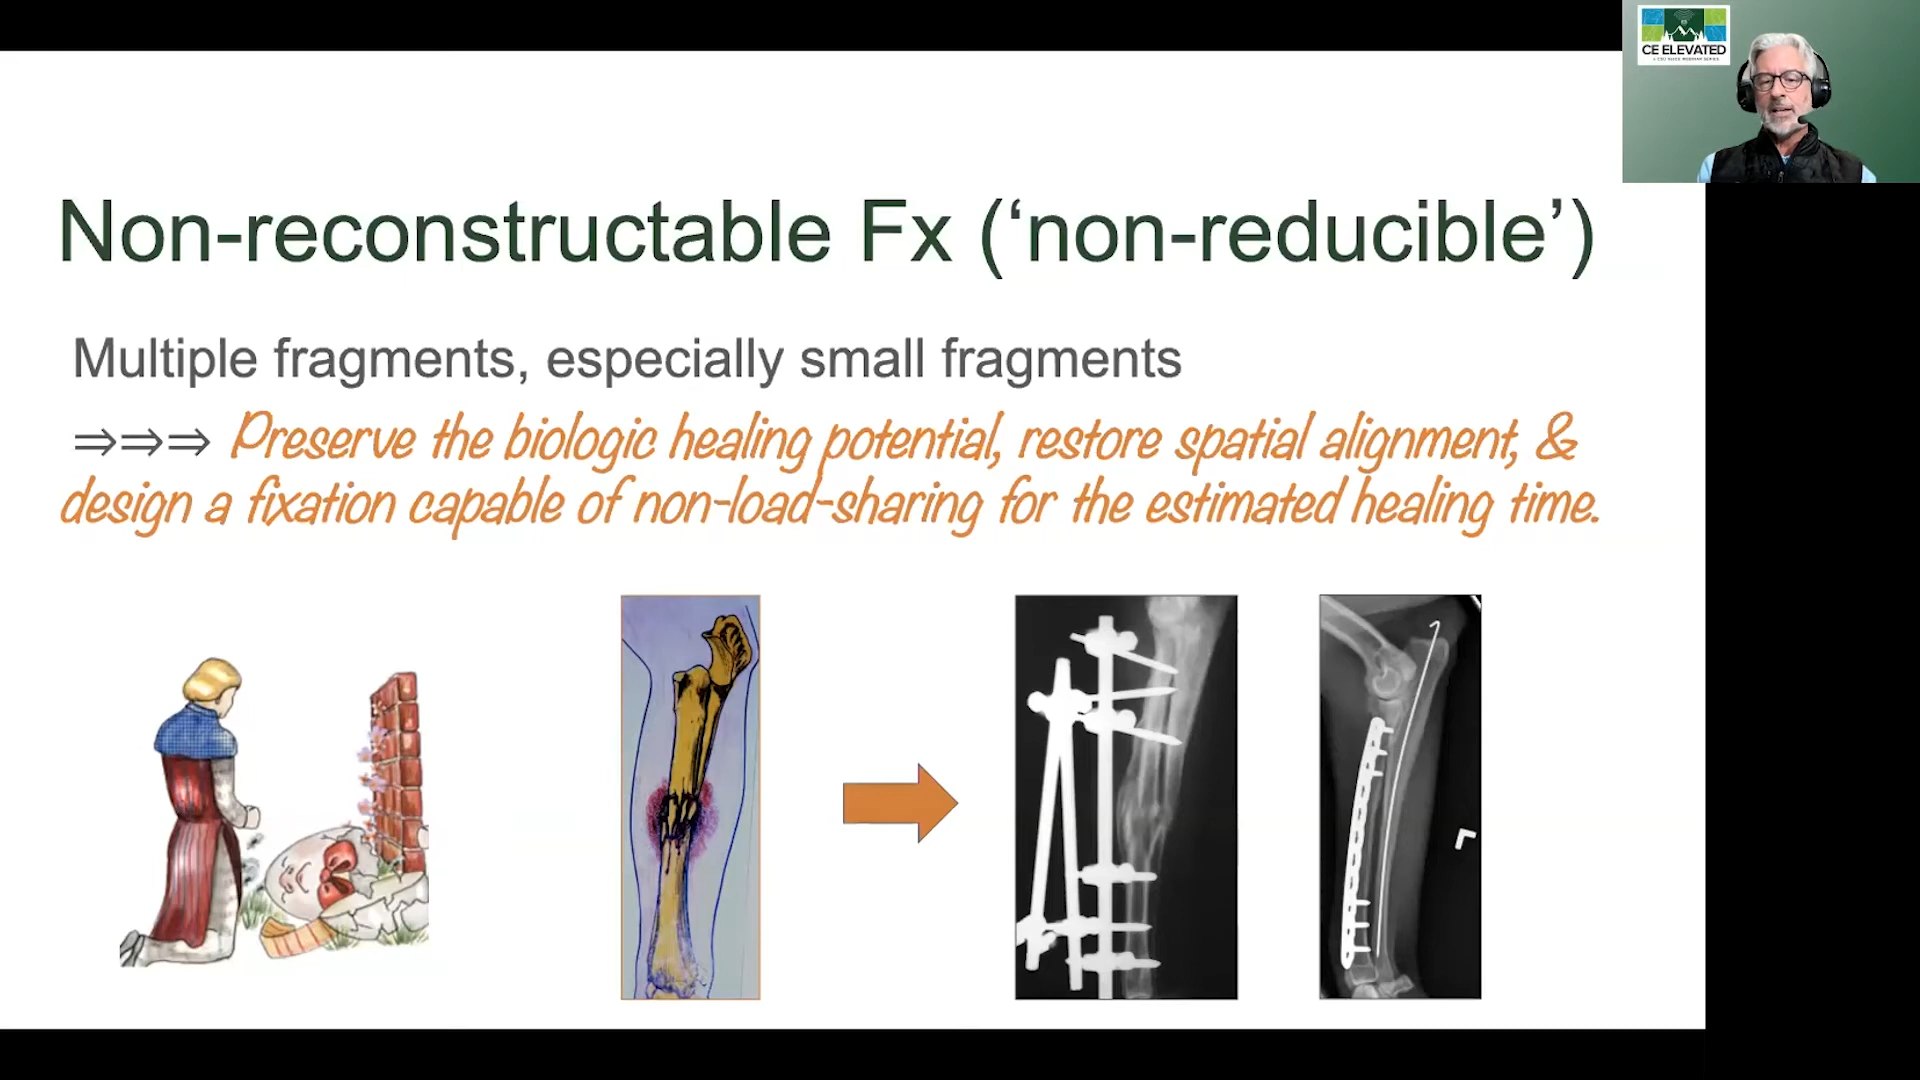 CE ELEVATED
Non-reconstructable Fx (‘non-reducible’)
Multiple fragments, especially small fragments
⇒⇒⇒ Preserve the biologic healing potential, restore spatial alignment, &
design a fixation capable of non-load-sharing for the estimated healing time.
L